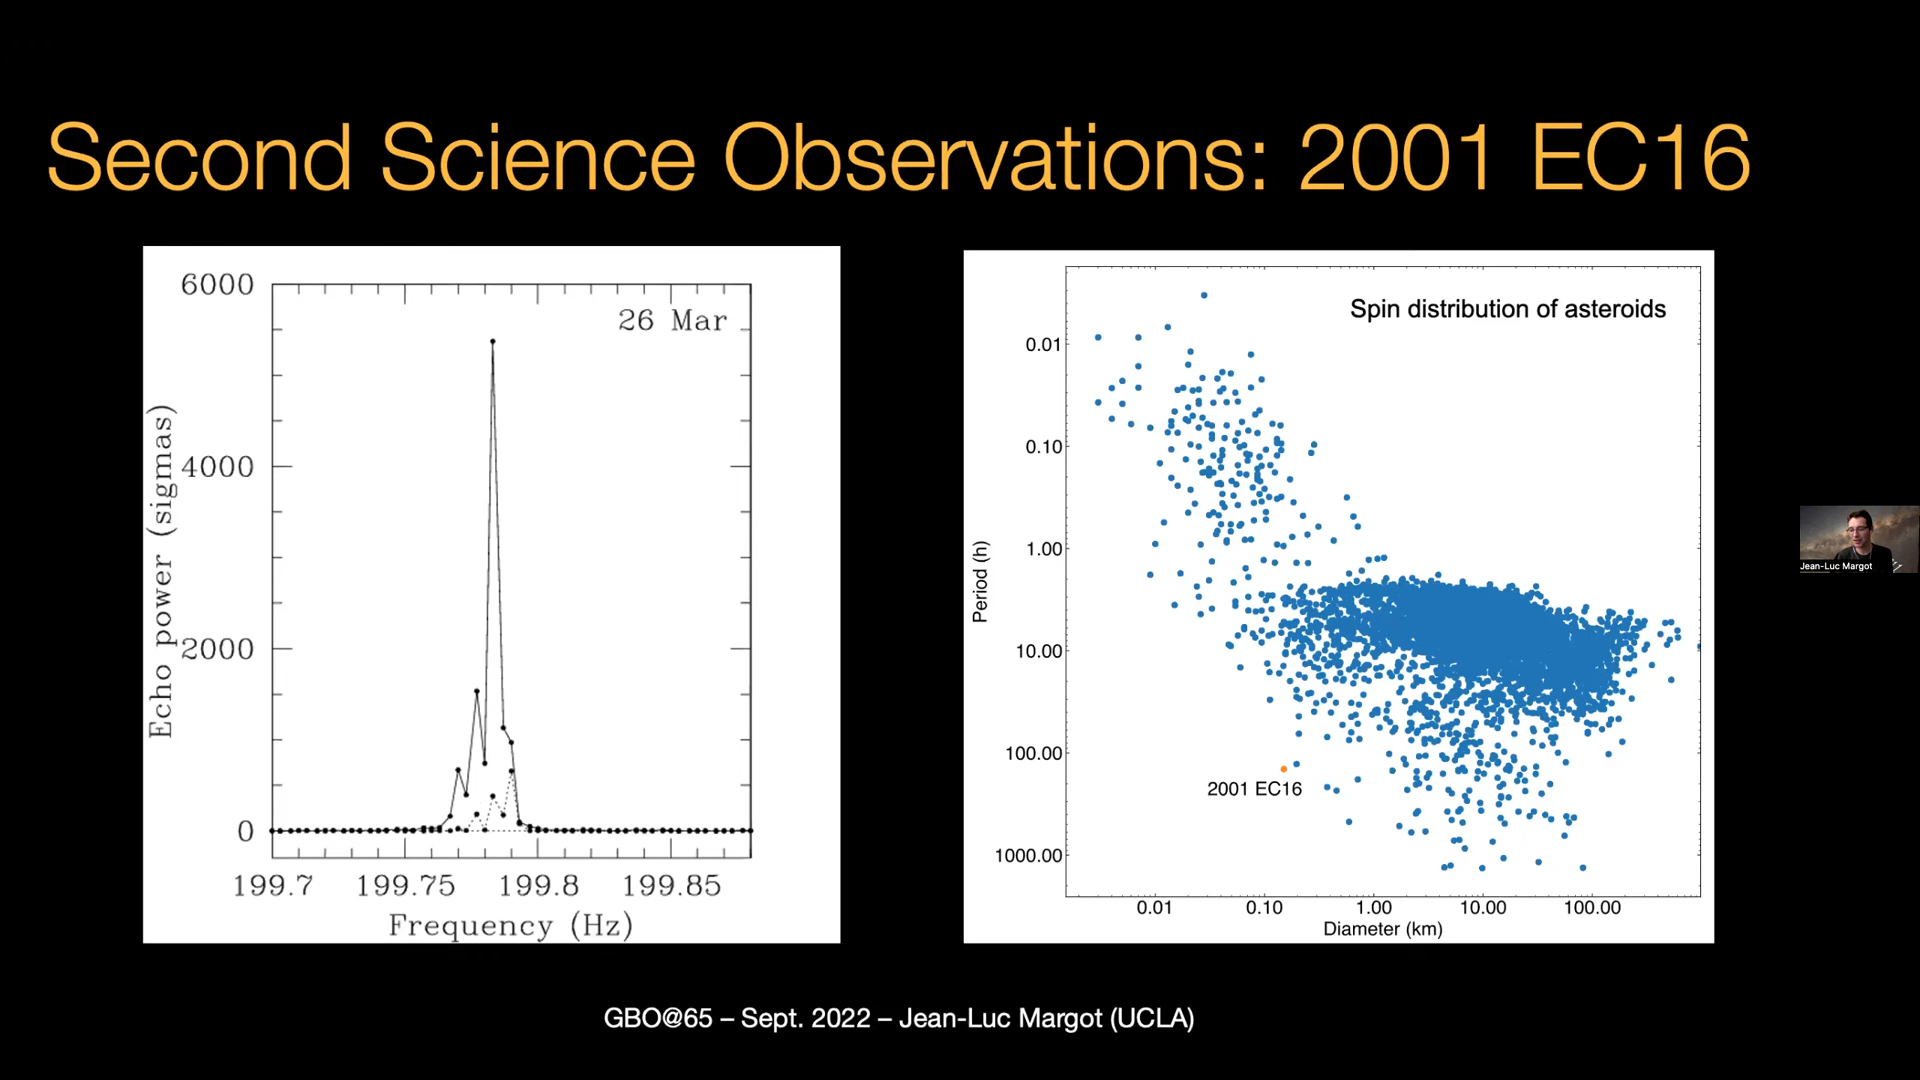 Second Science Observations: 2001 EC16
6000
4000
2000
0
Echo power (sigmas)
26 Mar
199.7 199.75 199.8 199.85
Frequency (Hz)
Spin distribution of asteroids
0.01
0.10
1.00
10.00
100.00
1000.00
Period (h)
2001 EC16
0.01 0.10 1.00 10.00 100.00
Diameter (km)
Jean-Luc Margot
GBO@65 – Sept. 2022 – Jean-Luc Margot (UCLA)